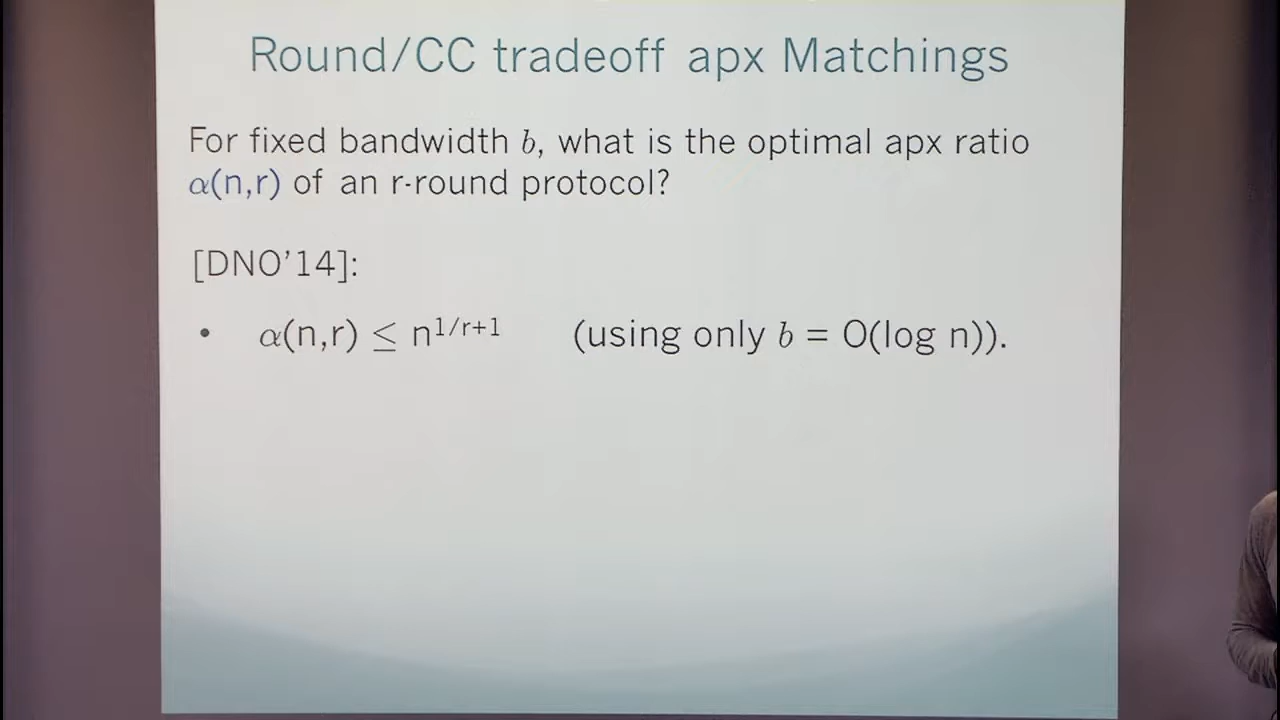 Round/CC tradeoff apx Matchings
For fixed bandwidth b, what is the optimal apx ratio
α(n,r) of an r-round protocol?
[DNO'14]:
• α(n,r) ≤ n^{1/r+1} (using only b = O(log n)).